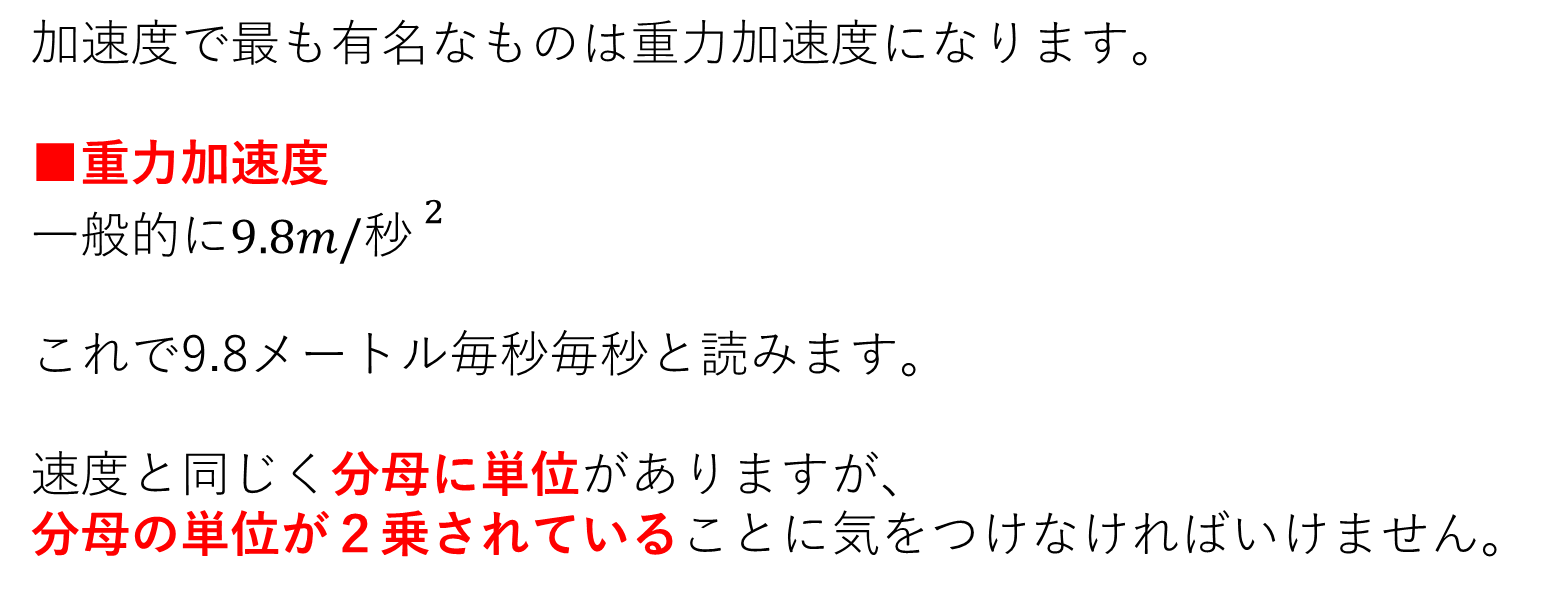 加速度で最も有名なものは重力加速度になります。
■重力加速度
一般的に9.8m/秒²
これで9.8メートル毎秒毎秒と読みます。
速度と同じく分母に単位がありますが、
分母の単位が２乗されていることに気をつけなければいけません。